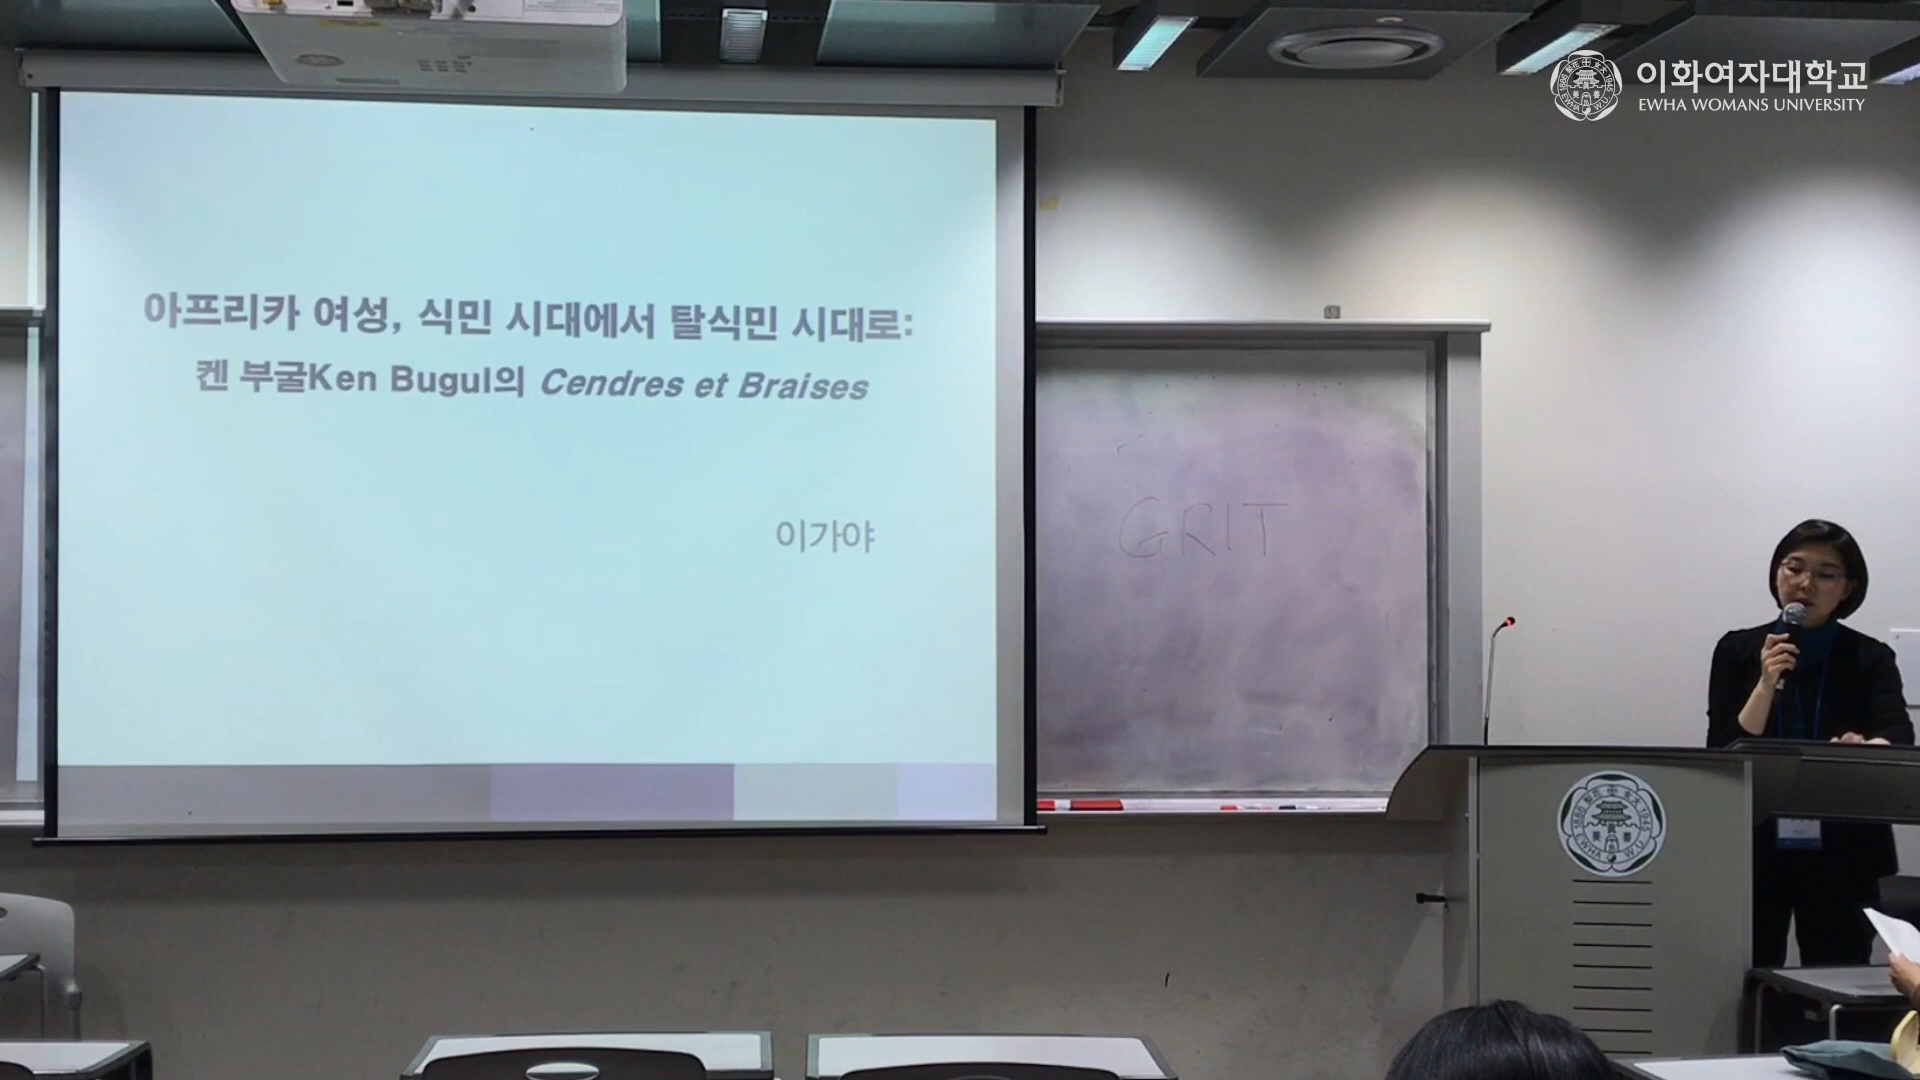 이화여자대학교
EWHA WOMANS UNIVERSITY
아프리카 여성, 식민 시대에서 탈식민 시대로:
켄 부굴Ken Bugul의 Cendres et Braises
이가야
GRIT